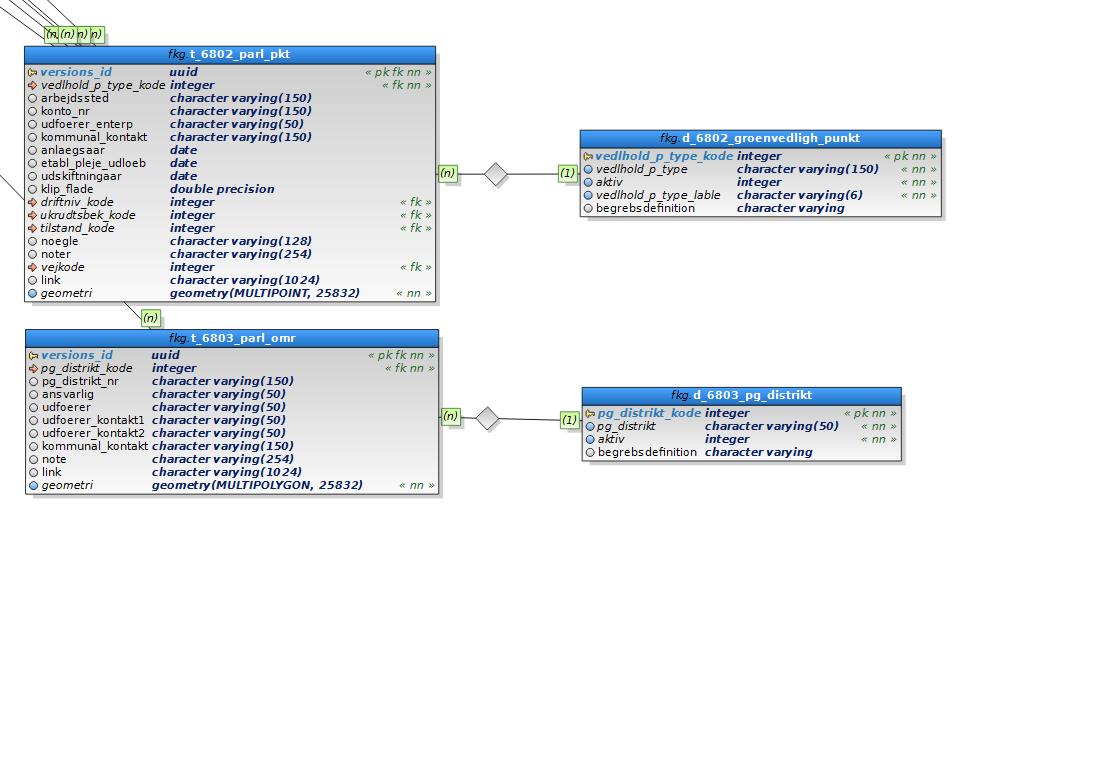 (n) (n) n) n)
fkg.t_6802_parl_pkt
versions_id uuid « pk fk nn »
vedlhold_p_type_kode integer « fk nn »
arbejdssted character varying(150)
konto_nr character varying(150)
udfoerer_enterp character varying(50)
kommunal_kontakt character varying(150)
anlaegsaar date
etabl_pleje_udloeb date
udskiftningaar date
klip_flade double precision
driftniv_kode integer « fk »
ukrudtsbek_kode integer « fk »
tilstand_kode integer « fk »
noegle character varying(128)
noter character varying(254)
vejkode integer « fk »
link character varying(1024)
geometri geometry(MULTIPOINT, 25832) « nn »
(n)
(1)
fkg.d_6802_groenvedligh_punkt
vedlhold_p_type_kode integer « pk nn »
vedlhold_p_type character varying(150) « nn »
aktiv integer « nn »
vedlhold_p_type_lable character varying(6) « nn »
begrebsdefinition character varying
(n)
fkg.t_6803_parl_omr
versions_id uuid « pk fk nn »
pg_distrikt_kode integer « fk nn »
pg_distrikt_nr character varying(150)
ansvarlig character varying(50)
udfoerer character varying(50)
udfoerer_kontakt1 character varying(50)
udfoerer_kontakt2 character varying(50)
kommunal_kontakt character varying(150)
note character varying(254)
link character varying(1024)
geometri geometry(MULTIPOLYGON, 25832) « nn »
(n)
(1)
fkg.d_6803_pg_distrikt
pg_distrikt_kode integer « pk nn »
pg_distrikt character varying(50) « nn »
aktiv integer « nn »
begrebsdefinition character varying